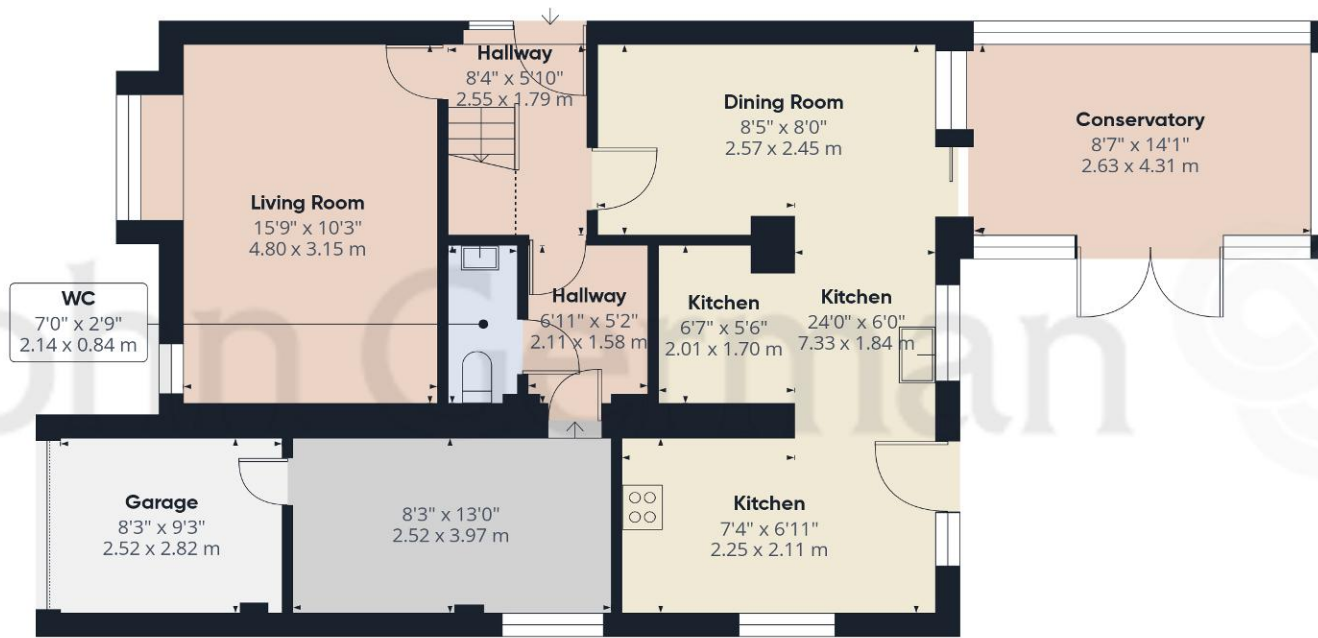 Hallway
8'4" x 5'10"
2.55 x 1.79 m
Dining Room
8'5" x 8'0"
2.57 x 2.45 m
Conservatory
8'7" x 14'1"
2.63 x 4.31 m
Living Room
15'9" x 10'3"
4.80 x 3.15 m
WC
7'0" x 2'9"
2.14 x 0.84 m
Hallway
6'11" x 5'2"
2.11 x 1.58 m
Kitchen
6'7" x 5'6"
2.01 x 1.70 m
Kitchen
24'0" x 6'0"
7.33 x 1.84 m
Garage
8'3" x 9'3"
2.52 x 2.82 m
8'3" x 13'0"
2.52 x 3.97 m
Kitchen
7'4" x 6'11"
2.25 x 2.11 m
John German